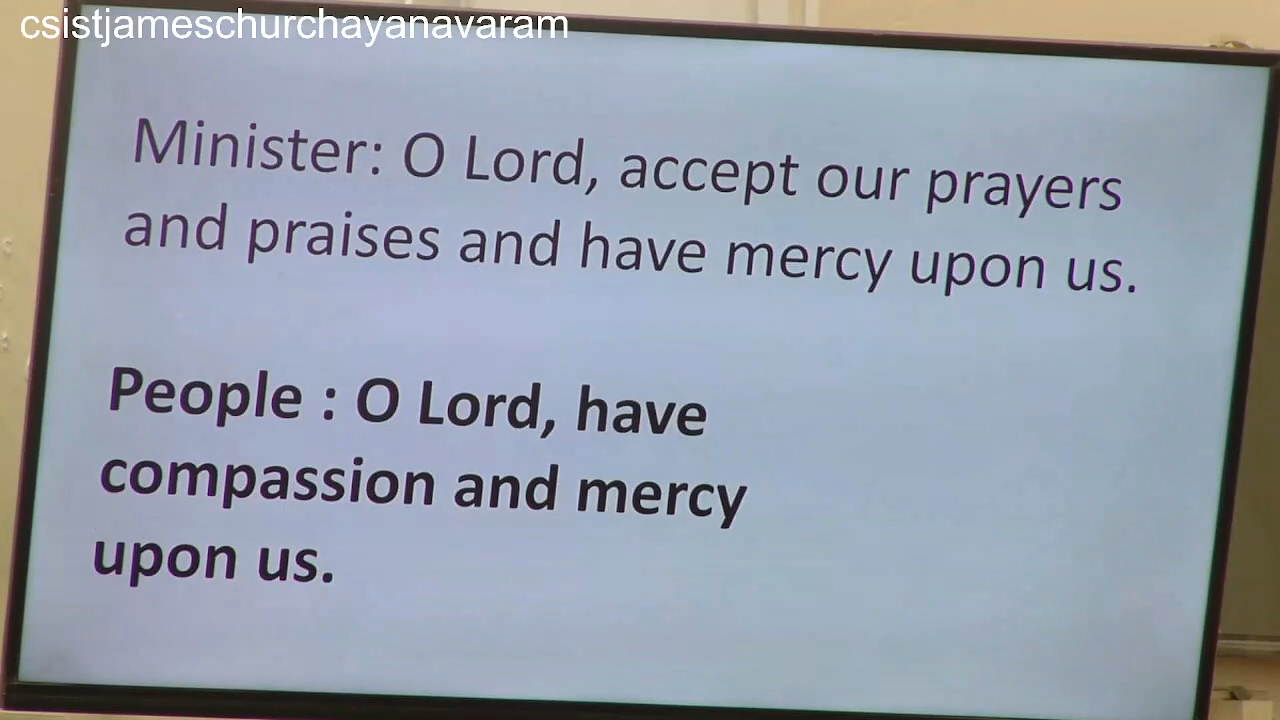 csistjameschurchayanavaram
Minister: O Lord, accept our prayers
and praises and have mercy upon us.
People : O Lord, have
compassion and mercy
upon us.